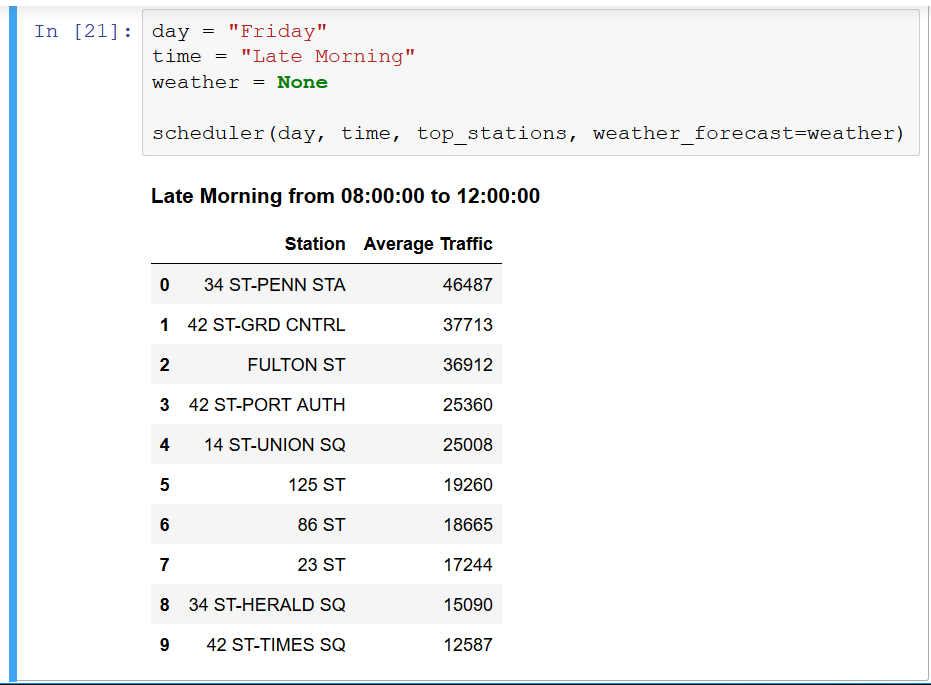 In [21]: day = "Friday"
time = "Late Morning"
weather = None
scheduler(day, time, top_stations, weather_forecast=weather)
Late Morning from 08:00:00 to 12:00:00
Station Average Traffic
0 34 ST-PENN STA 46487
1 42 ST-GRD CNTRL 37713
2 FULTON ST 36912
3 42 ST-PORT AUTH 25360
4 14 ST-UNION SQ 25008
5 125 ST 19260
6 86 ST 18665
7 23 ST 17244
8 34 ST-HERALD SQ 15090
9 42 ST-TIMES SQ 12587